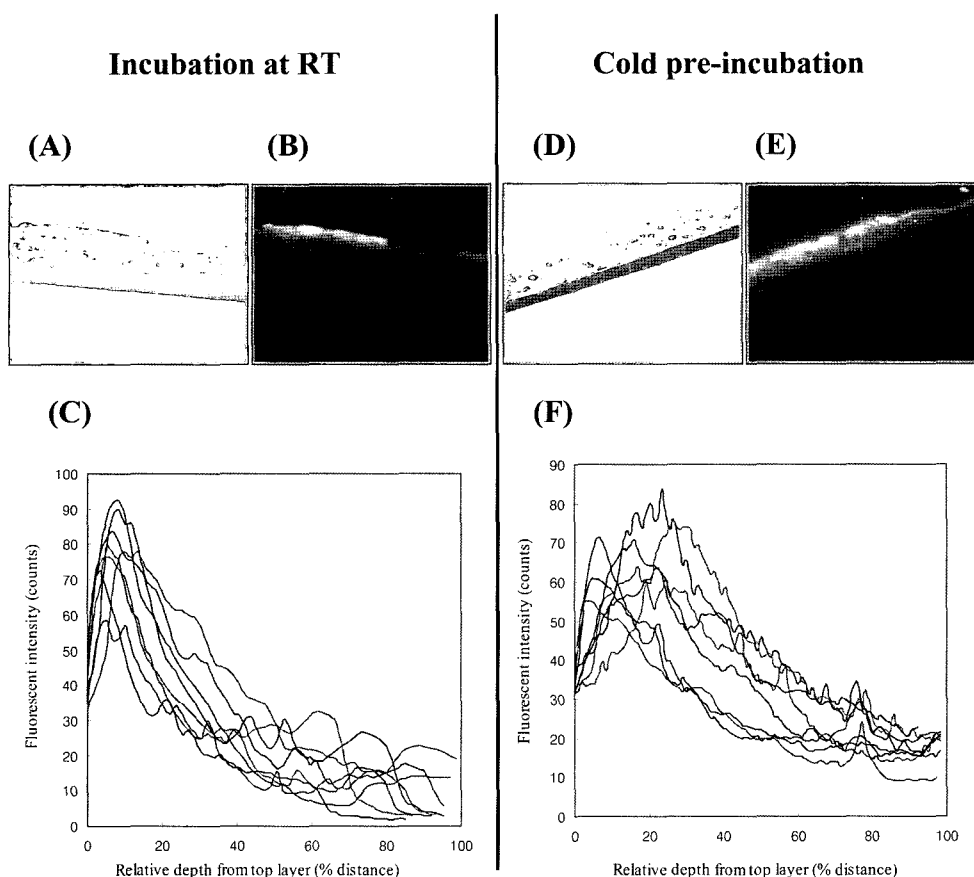 Incubation at RT
Cold pre-incubation
(A)
(B)
(D)
(E)
(C)
(F)
100
90
80
70
60
50
40
30
20
10
0
Fluorescent intensity (counts)
0 20 40 60 80 100
Relative depth from top layer (% distance)
90
80
70
60
50
40
30
20
10
0
Fluorescent intensity (counts)
0 20 40 60 80 100
Relative depth from top layer (% distance)